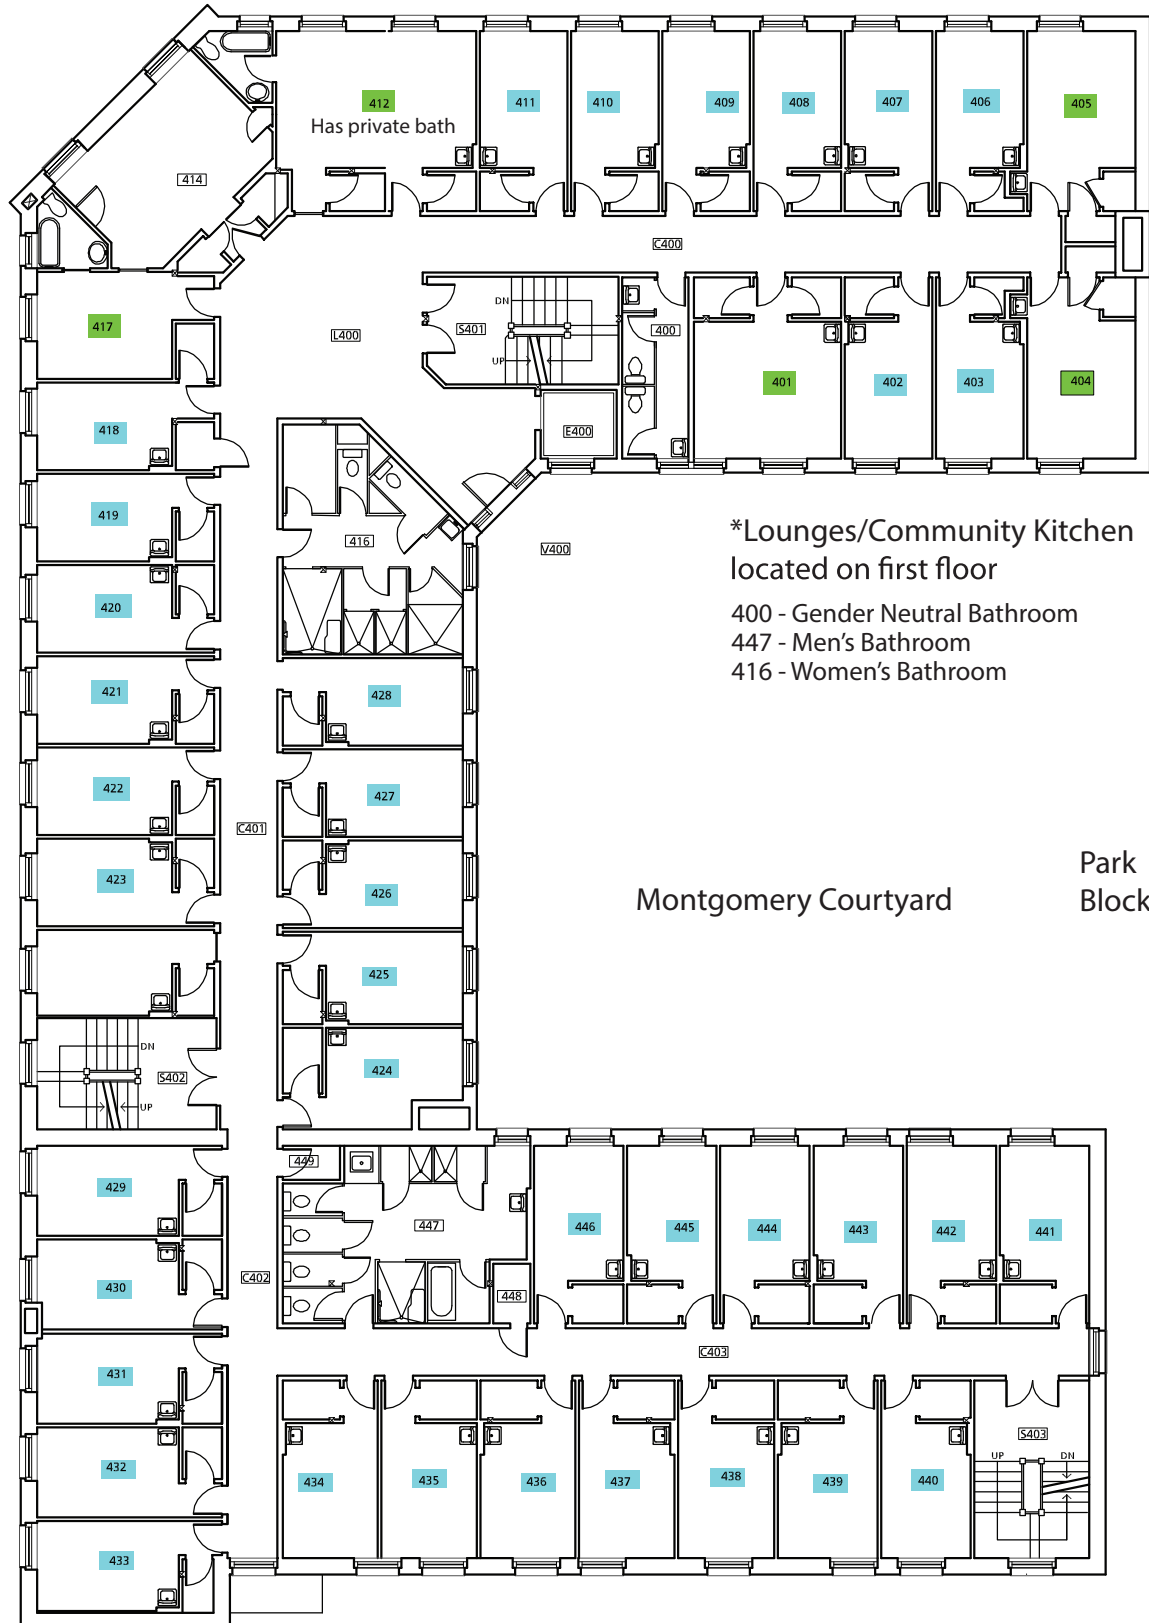 412
Has private bath
411
410
409
408
407
406
405
414
C400
417
L400
DN
S401
UP
400
401
402
403
404
418
E400
419
416
V400
*Lounges/Community Kitchen
located on first floor
400 - Gender Neutral Bathroom
447 - Men's Bathroom
416 - Women's Bathroom
420
421
428
422
427
C401
423
426
Montgomery Courtyard
Park
Block
425
DN
S402
UP
424
449
429
447
446
445
444
443
442
441
C402
430
448
C403
431
434
435
436
437
438
439
440
S403
UP
DN
432
433